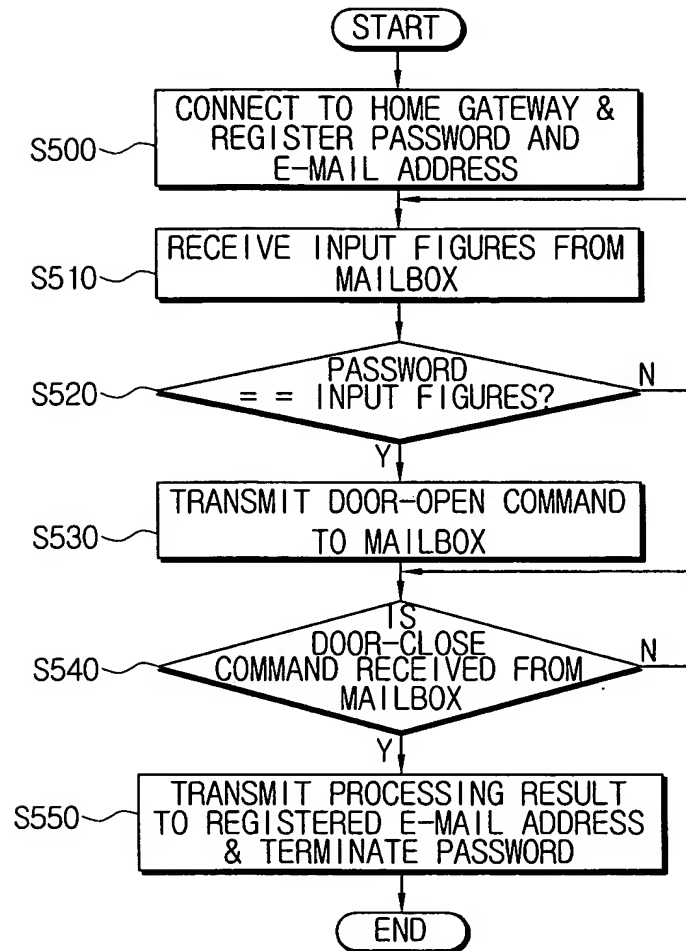 START
CONNECT TO HOME GATEWAY &
REGISTER PASSWORD AND
E-MAIL ADDRESS
S500
RECEIVE INPUT FIGURES FROM
MAILBOX
S510
PASSWORD
= = INPUT FIGURES?
N
S520
Y
TRANSMIT DOOR-OPEN COMMAND
TO MAILBOX
S530
IS
DOOR-CLOSE
COMMAND RECEIVED FROM
MAILBOX
N
S540
Y
TRANSMIT PROCESSING RESULT
TO REGISTERED E-MAIL ADDRESS
& TERMINATE PASSWORD
S550
END